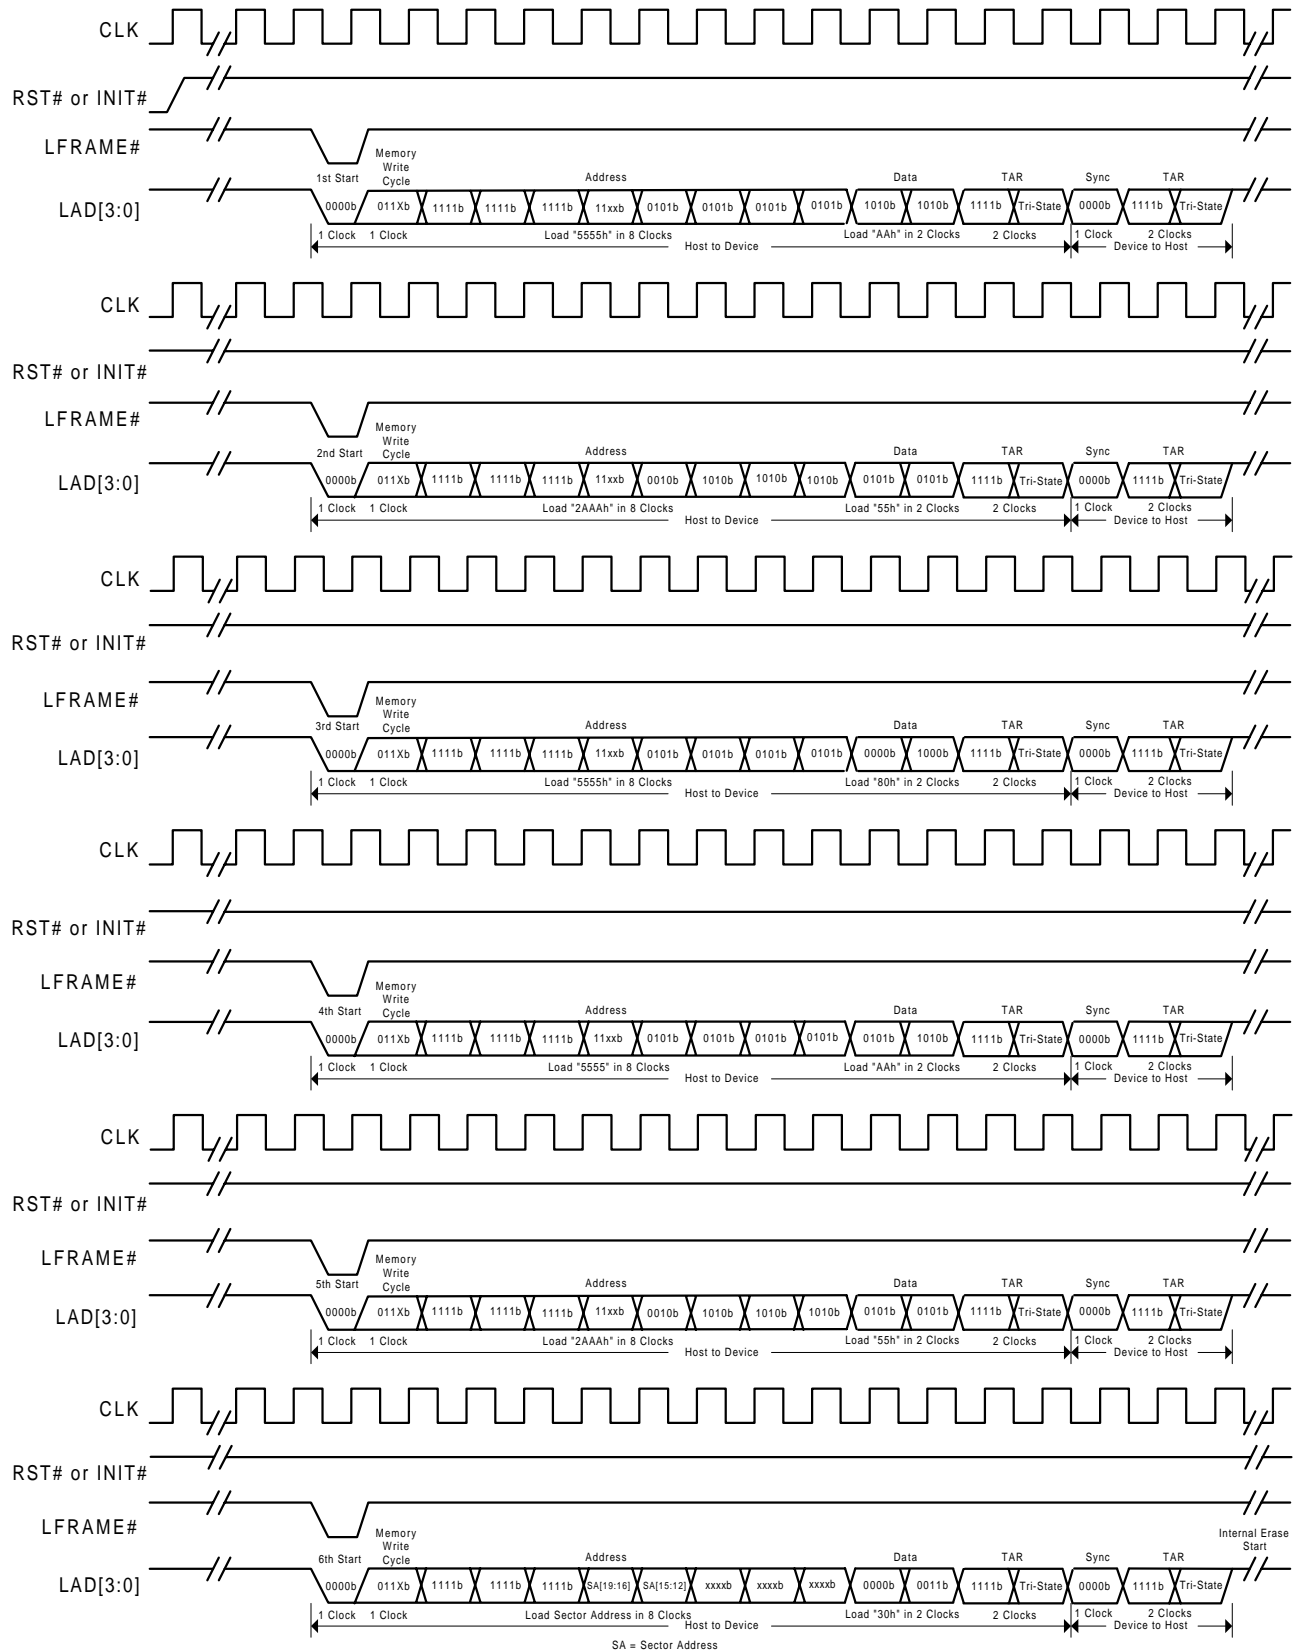 CLK
RST# or INIT#
LFRAME#
Memory
Write
Cycle
1st Start Address Data TAR Sync TAR
LAD[3:0] 0000b 011Xb 1111b 1111b 1111b 11xxb 0101b 0101b 0101b 0101b 1010b 1010b 1111b Tri-State 0000b 1111b Tri-State
1 Clock 1 Clock Load "5555h" in 8 Clocks Load "AAh" in 2 Clocks 2 Clocks 1 Clock 2 Clocks
Host to Device Device to Host
CLK
RST# or INIT#
LFRAME#
Memory
Write
Cycle
2nd Start Address Data TAR Sync TAR
LAD[3:0] 0000b 011Xb 1111b 1111b 1111b 11xxb 0010b 1010b 1010b 1010b 0101b 0101b 1111b Tri-State 0000b 1111b Tri-State
1 Clock 1 Clock Load "2AAAh" in 8 Clocks Load "55h" in 2 Clocks 2 Clocks 1 Clock 2 Clocks
Host to Device Device to Host
CLK
RST# or INIT#
LFRAME#
Memory
Write
Cycle
3rd Start Address Data TAR Sync TAR
LAD[3:0] 0000b 011Xb 1111b 1111b 1111b 11xxb 0101b 0101b 0101b 0101b 0000b 1000b 1111b Tri-State 0000b 1111b Tri-State
1 Clock 1 Clock Load "5555h" in 8 Clocks Load "80h" in 2 Clocks 2 Clocks 1 Clock 2 Clocks
Host to Device Device to Host
CLK
RST# or INIT#
LFRAME#
Memory
Write
Cycle
4th Start Address Data TAR Sync TAR
LAD[3:0] 0000b 011Xb 1111b 1111b 1111b 11xxb 0101b 0101b 0101b 0101b 0101b 1010b 1111b Tri-State 0000b 1111b Tri-State
1 Clock 1 Clock Load "5555" in 8 Clocks Load "AAh" in 2 Clocks 2 Clocks 1 Clock 2 Clocks
Host to Device Device to Host
CLK
RST# or INIT#
LFRAME#
Memory
Write
Cycle
5th Start Address Data TAR Sync TAR
LAD[3:0] 0000b 011Xb 1111b 1111b 1111b 11xxb 0010b 1010b 1010b 1010b 0101b 0101b 1111b Tri-State 0000b 1111b Tri-State
1 Clock 1 Clock Load "2AAAh" in 8 Clocks Load "55h" in 2 Clocks 2 Clocks 1 Clock 2 Clocks
Host to Device Device to Host
CLK
RST# or INIT#
LFRAME#
Memory
Write
Cycle
Internal Erase
Start
6th Start Address Data TAR Sync TAR
LAD[3:0] 0000b 011Xb 1111b 1111b 1111b SA[19:16] SA[15:12] xxxxb xxxxb xxxxb 0000b 0011b 1111b Tri-State 0000b 1111b Tri-State
1 Clock 1 Clock Load Sector Address in 8 Clocks Load "30h" in 2 Clocks 2 Clocks 1 Clock 2 Clocks
Host to Device Device to Host
SA = Sector Address